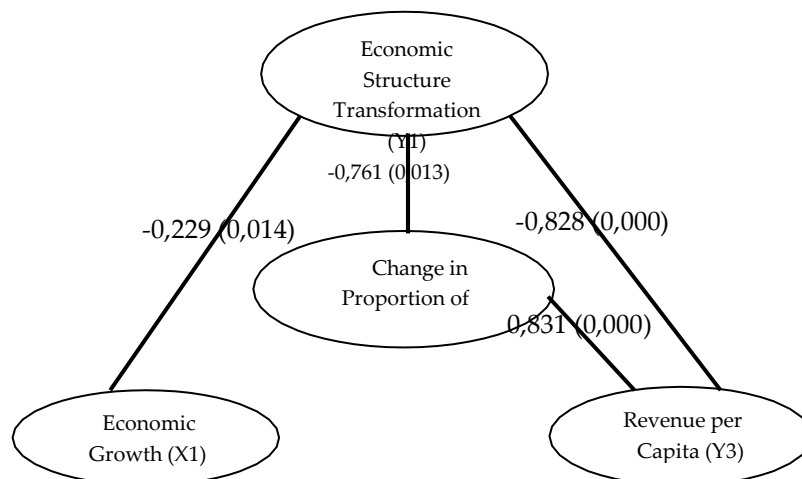 Economic
Structure
Transformation
(Y1)
-0,761 (0,013)
-0,229 (0,014)
-0,828 (0,000)
Change in
Proportion of
0,831 (0,000)
Economic
Growth (X1)
Revenue per
Capita (Y3)